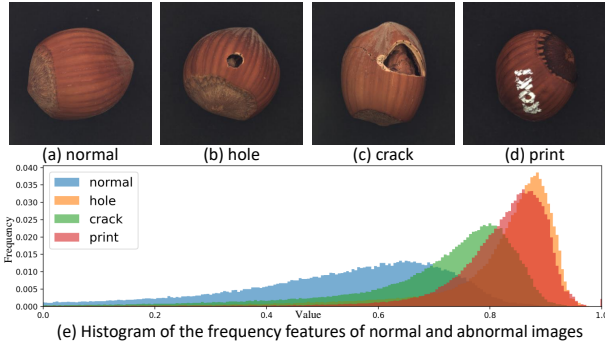 (a) normal
(b) hole
(c) crack
(d) print
0.040
0.035
0.030
0.025
0.020
0.015
0.010
0.005
0.000
Frequency
normal
hole
crack
print
0.0
0.2
0.4
Value
0.6
0.8
1.0
(e) Histogram of the frequency features of normal and abnormal images